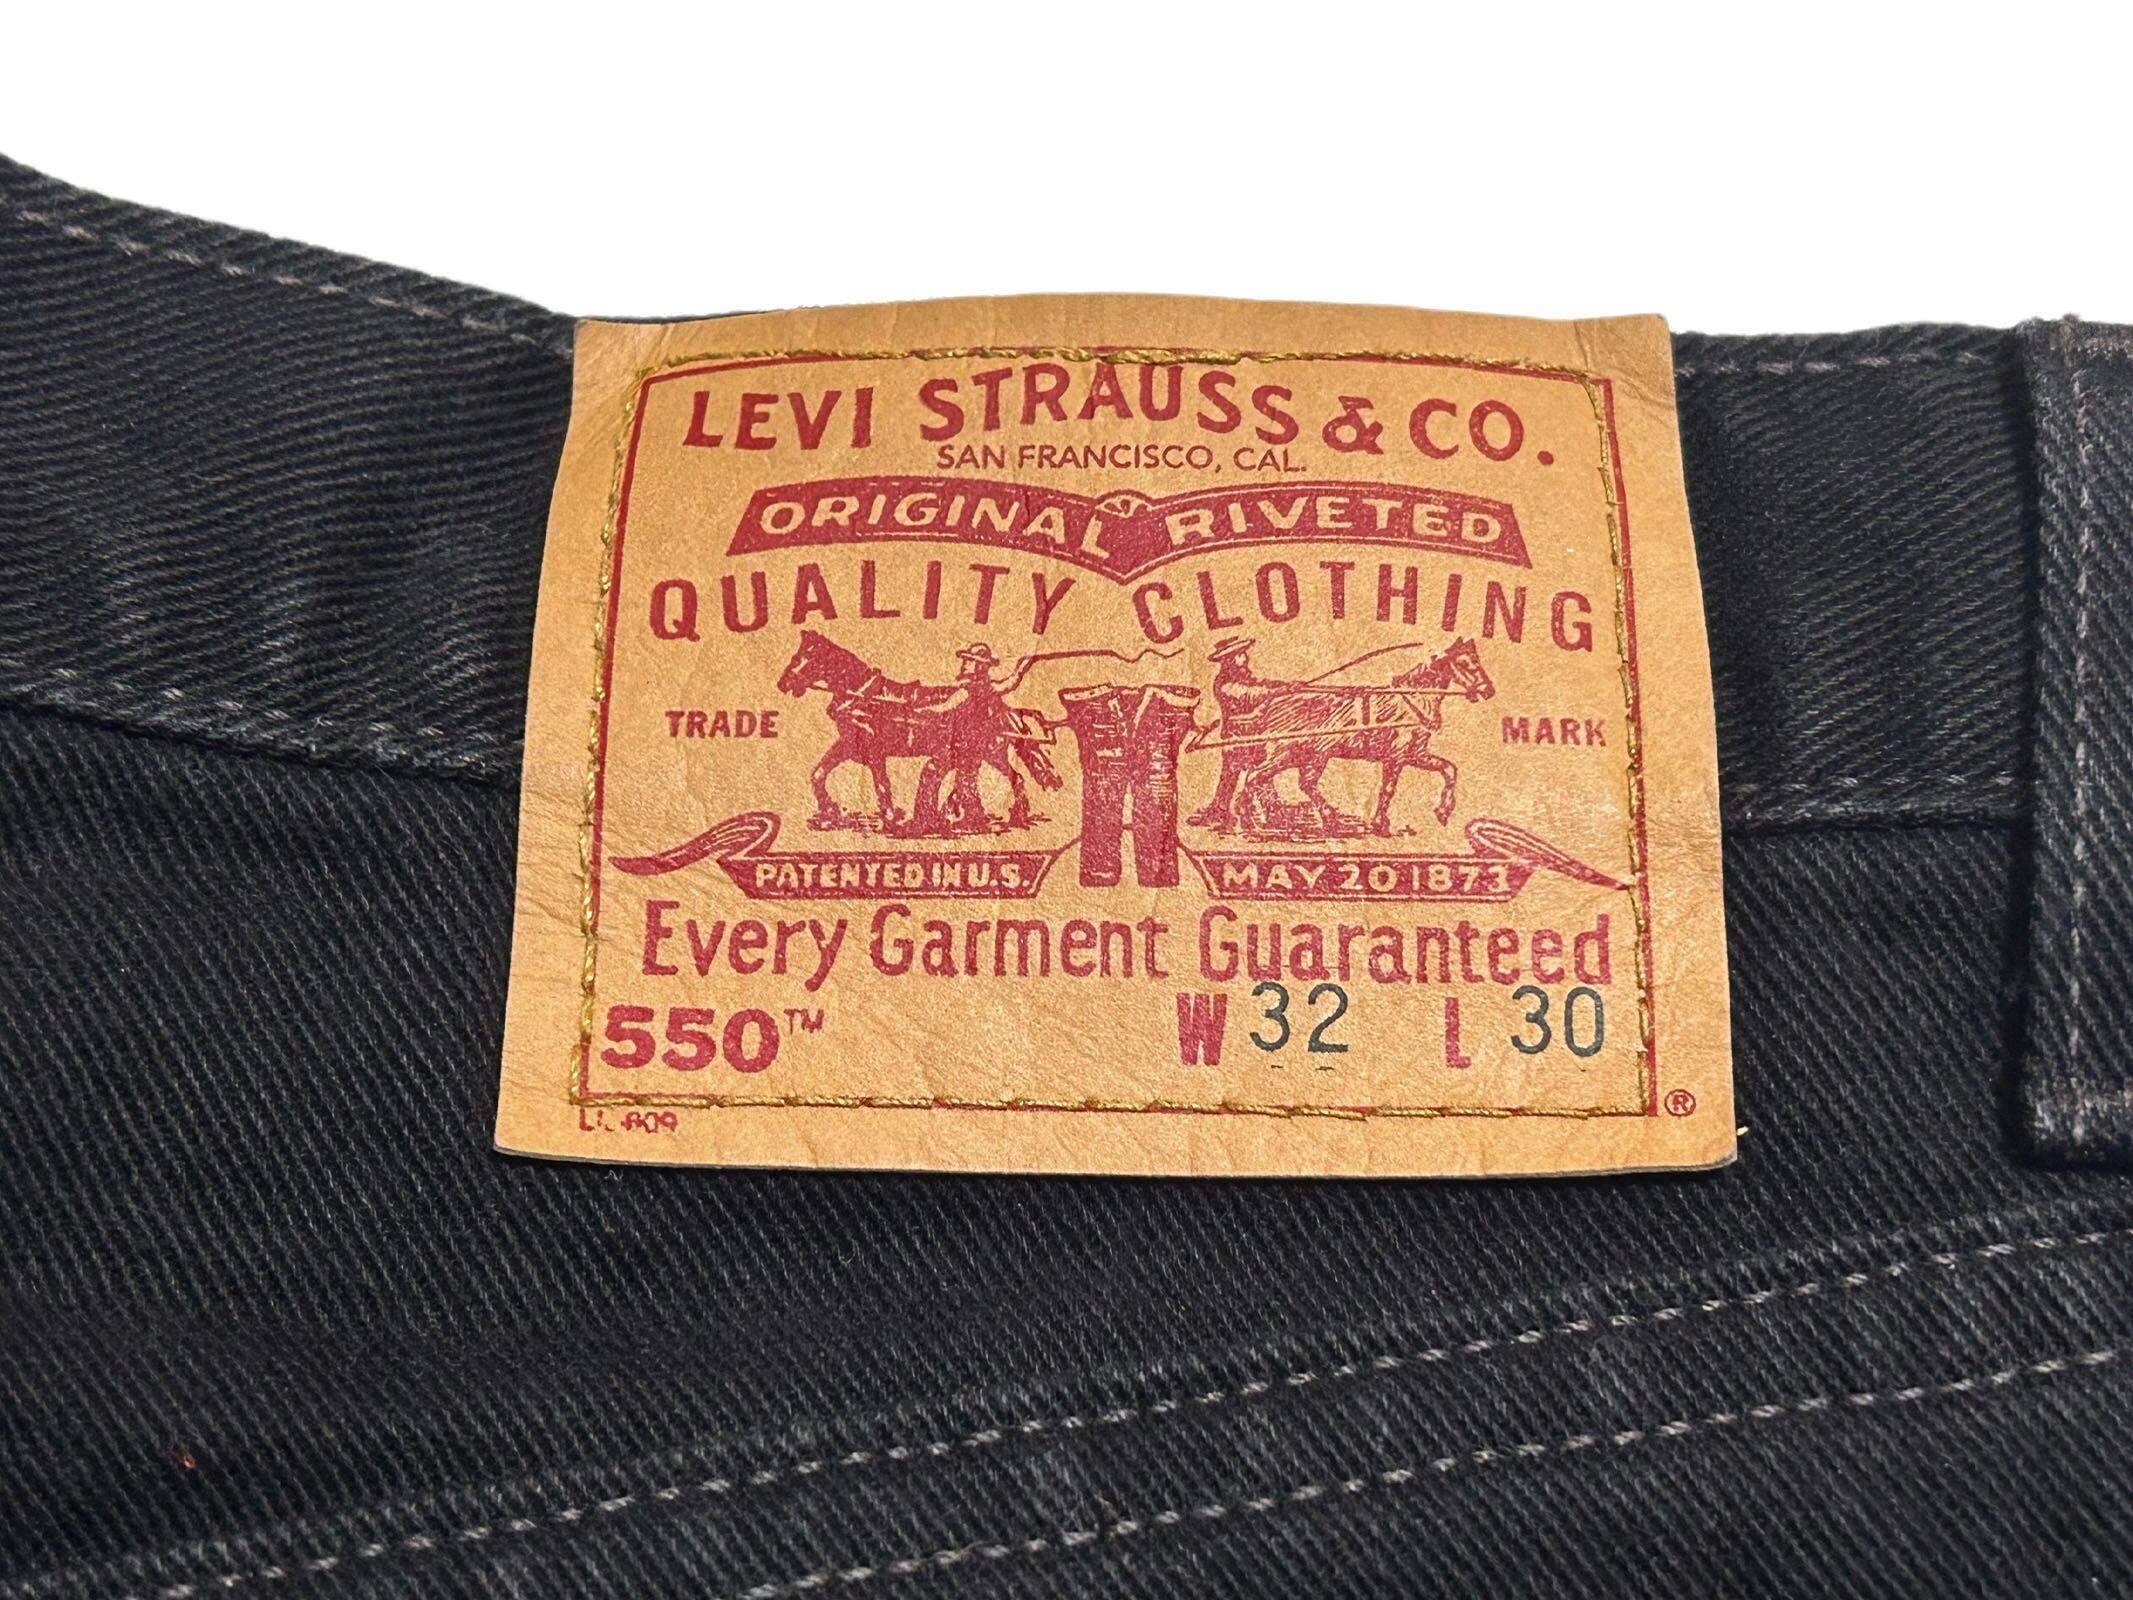 LEVI STRAUSS & CO.
SAN FRANCISCO, CAL.
ORIGINAL RIVETED
QUALITY CLOTHING
TRADE MARK
PATENTED IN U.S. MAY 20 1873
Every Garment Guaranteed
550™ W 32 L 30
®